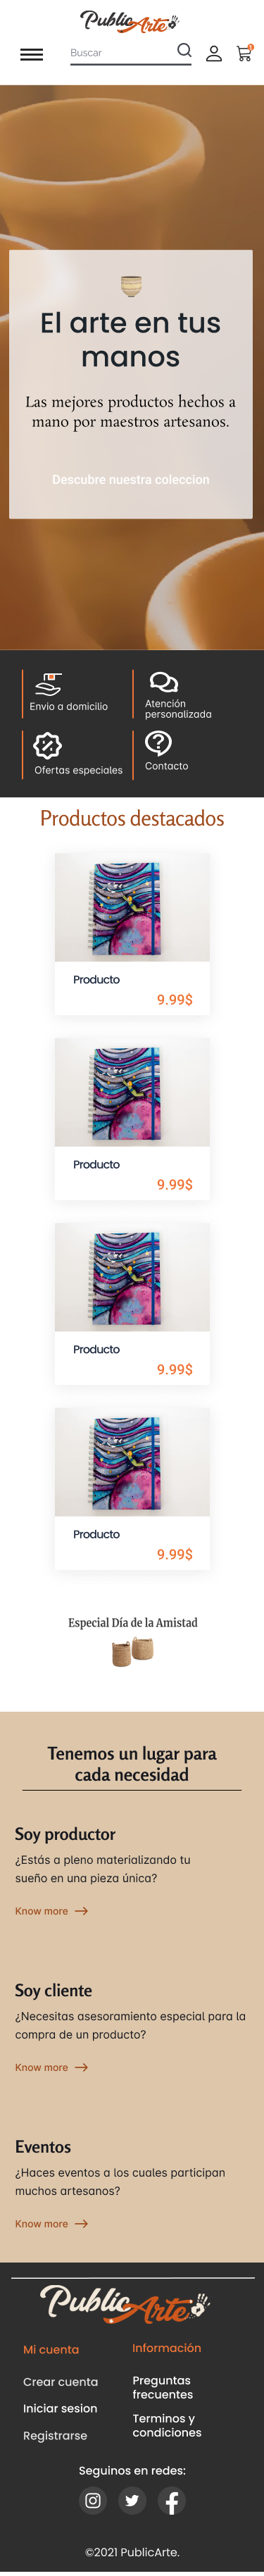 Public Arte
Buscar
1
El arte en tus
manos
Las mejores productos hechos a
mano por maestros artesanos.
Descubre nuestra coleccion
Envio a domicilio
Atención
personalizada
Ofertas especiales
Contacto
Productos destacados
Producto
9.99$
Producto
9.99$
Producto
9.99$
Producto
9.99$
Especial Día de la Amistad
Tenemos un lugar para
cada necesidad
Soy productor
¿Estás a pleno materializando tu
sueño en una pieza única?
Know more
Soy cliente
¿Necesitas asesoramiento especial para la
compra de un producto?
Know more
Eventos
¿Haces eventos a los cuales participan
muchos artesanos?
Know more
Public Arte
Mi cuenta
Información
Crear cuenta
Preguntas
frecuentes
Iniciar sesion
Terminos y
condiciones
Registrarse
Seguinos en redes:
©2021 PublicArte.